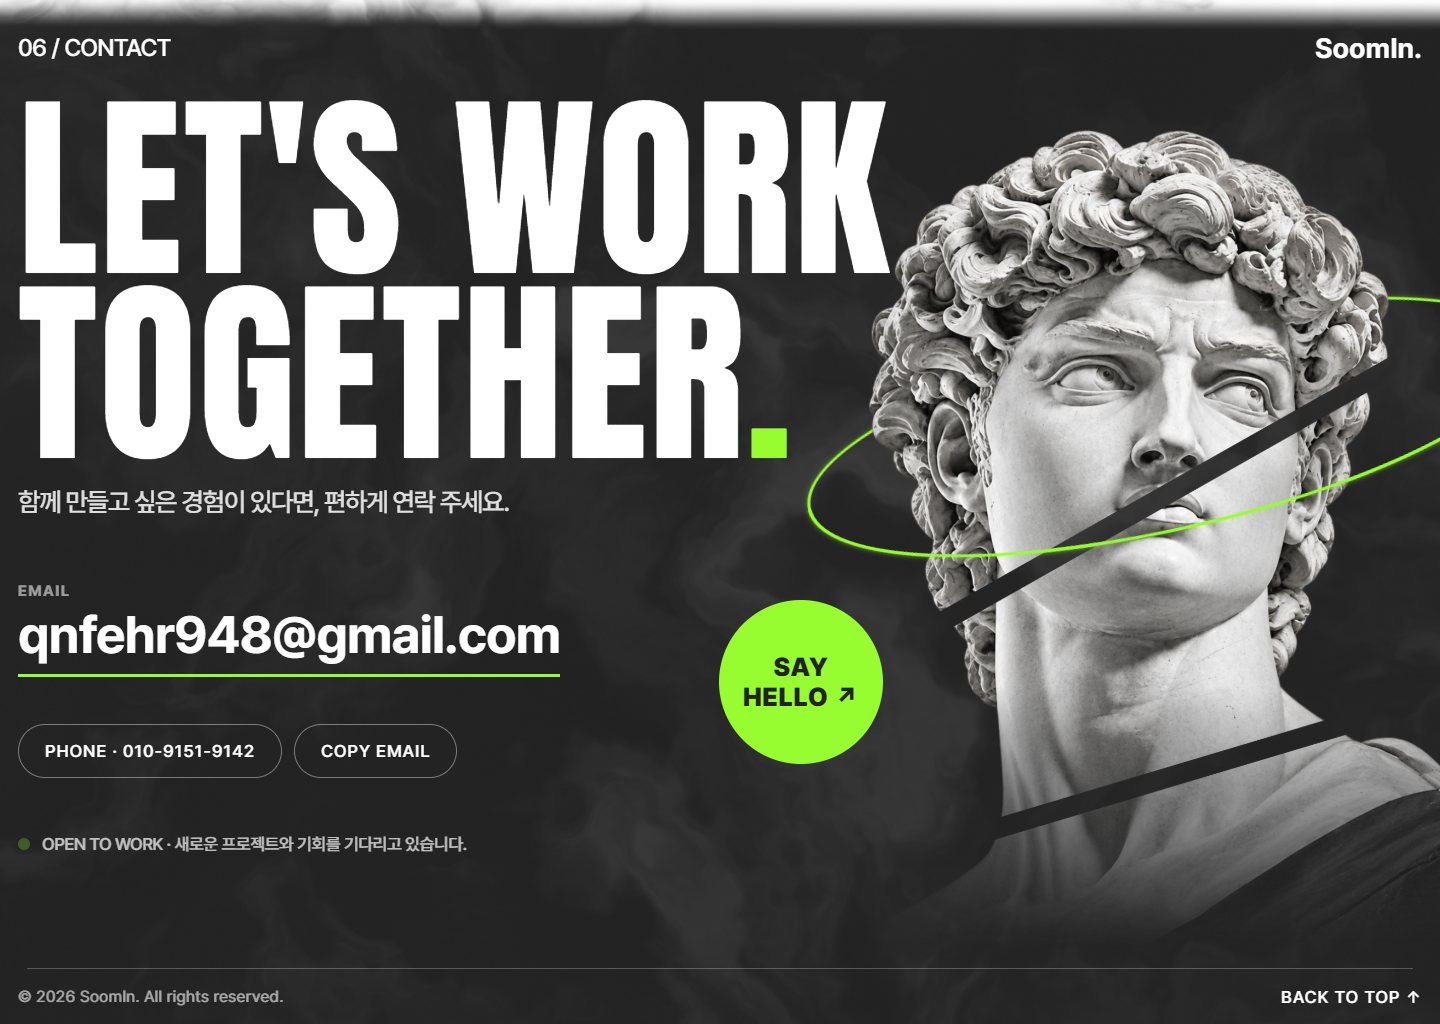 06 / CONTACT
SoomIn.
LET'S WORK
TOGETHER.
함께 만들고 싶은 경험이 있다면, 편하게 연락 주세요.
EMAIL
qnfehr948@gmail.com
SAY
HELLO ↗
PHONE · 010-9151-9142
COPY EMAIL
OPEN TO WORK · 새로운 프로젝트와 기회를 기다리고 있습니다.
© 2026 SoomIn. All rights reserved.
BACK TO TOP ↑